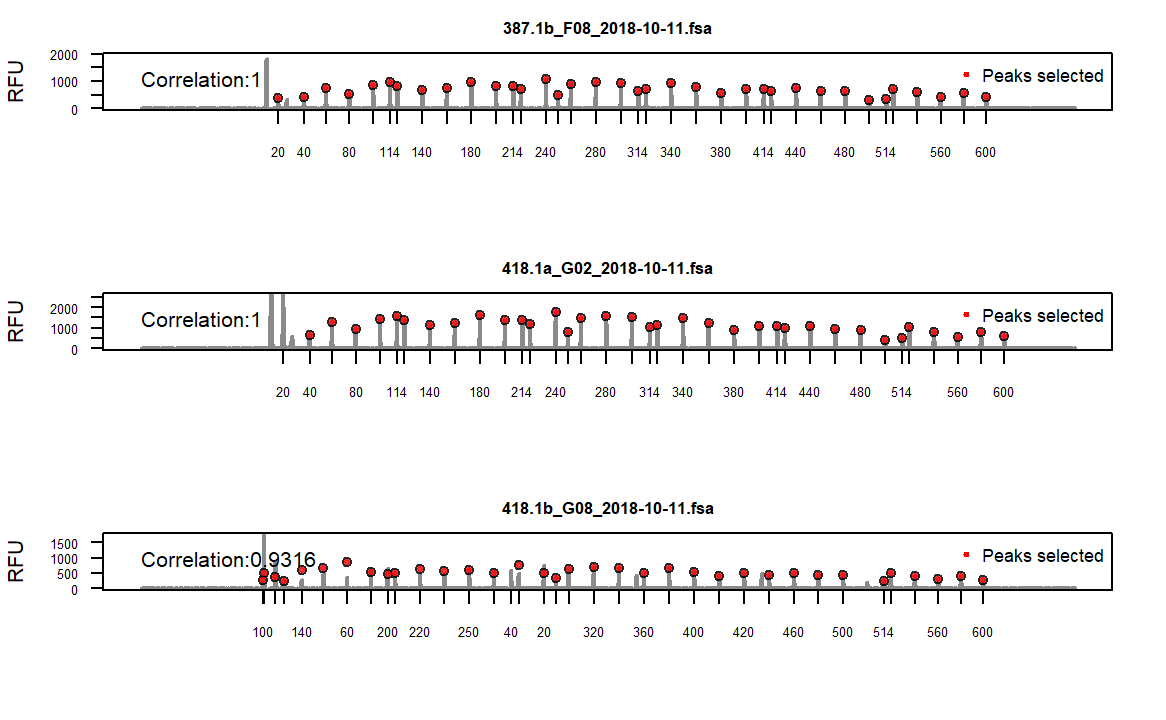 387.1b_F08_2018-10-11.fsa
RFU
2000
1000
0
Correlation:1
Peaks selected
20 40 80 114 140 180 214 240 280 314 340 380 414 440 480 514 560 600
418.1a_G02_2018-10-11.fsa
RFU
2000
1000
0
Correlation:1
Peaks selected
20 40 80 114 140 180 214 240 280 314 340 380 414 440 480 514 560 600
418.1b_G08_2018-10-11.fsa
RFU
1500
1000
500
0
Correlation:0.9316
Peaks selected
100 140 60 200 220 250 40 20 320 360 400 420 460 500 514 560 600